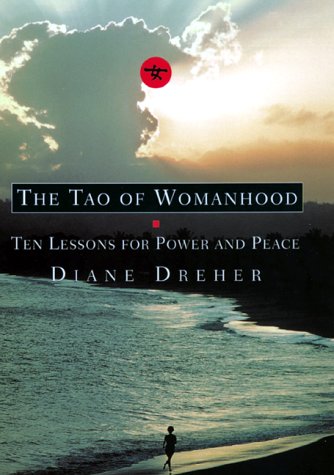 女
THE TAO OF WOMANHOOD
TEN LESSONS FOR POWER AND PEACE
DIANE DREHER